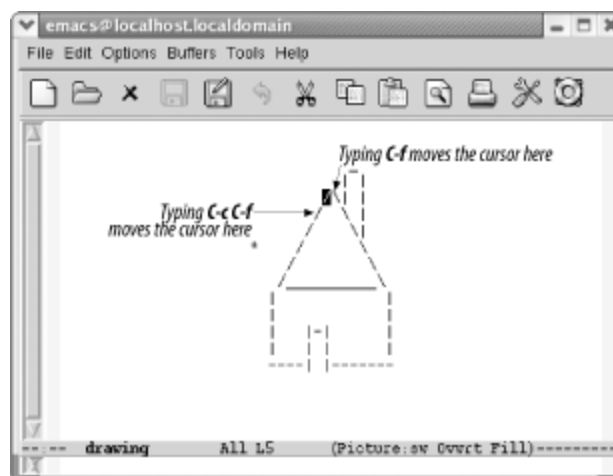 emacs@localhost.localdomain
File Edit Options Buffers Tools Help
Typing C-f moves the cursor here
Typing C-c C-f
moves the cursor here
--:-- drawing All L5 (Picture:sw Ovwrt Fill)--------